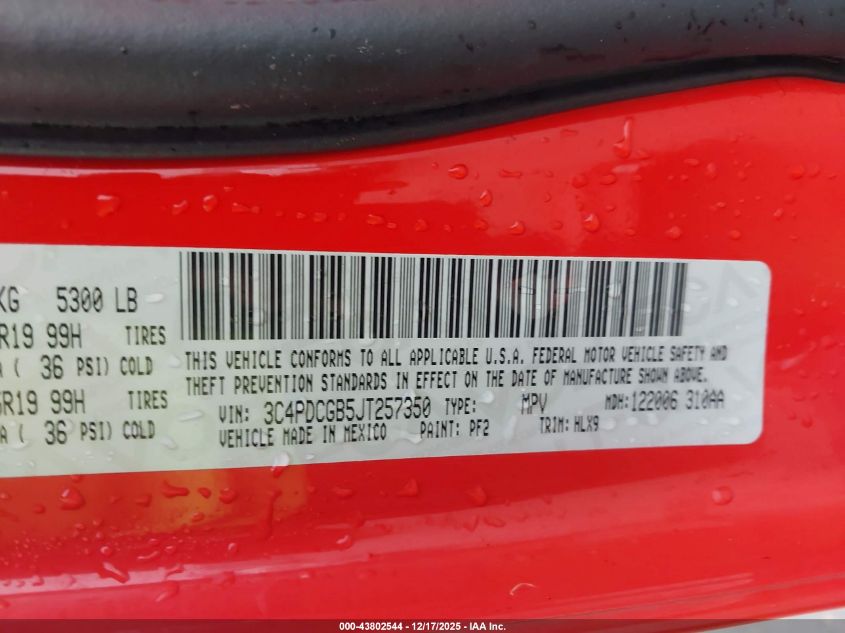 KG 5300 LB
R19 99H TIRES
A ( 36 PSI) COLD
R19 99H TIRES
A ( 36 PSI) COLD
THIS VEHICLE CONFORMS TO ALL APPLICABLE U.S.A. FEDERAL MOTOR VEHICLE SAFETY AND
THEFT PREVENTION STANDARDS IN EFFECT ON THE DATE OF MANUFACTURE SHOWN ABOVE.
VIN: 3C4PDCGB5JT257350 TYPE: MPV MDH:122006 310AA
VEHICLE MADE IN MEXICO PAINT: PF2 TRIM: HLX9
000-43802544 - 12/17/2025 - IAA Inc.